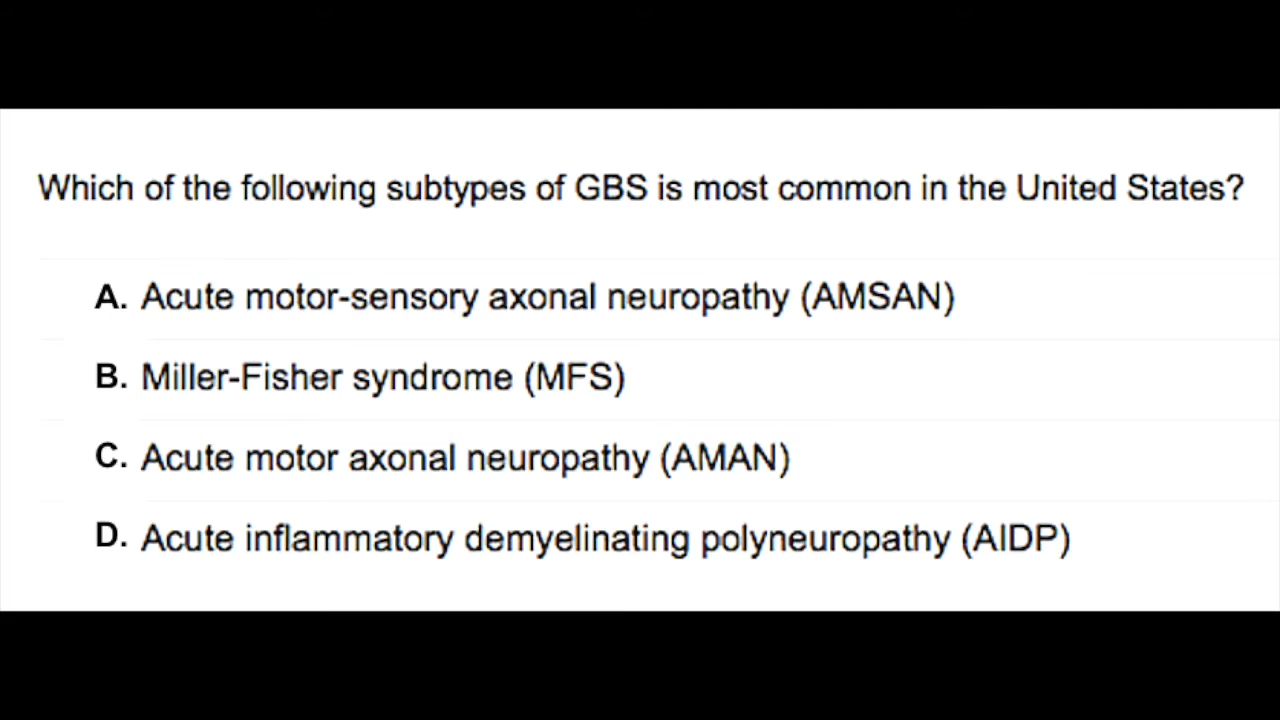 Which of the following subtypes of GBS is most common in the United States?
A. Acute motor-sensory axonal neuropathy (AMSAN)
B. Miller-Fisher syndrome (MFS)
C. Acute motor axonal neuropathy (AMAN)
D. Acute inflammatory demyelinating polyneuropathy (AIDP)